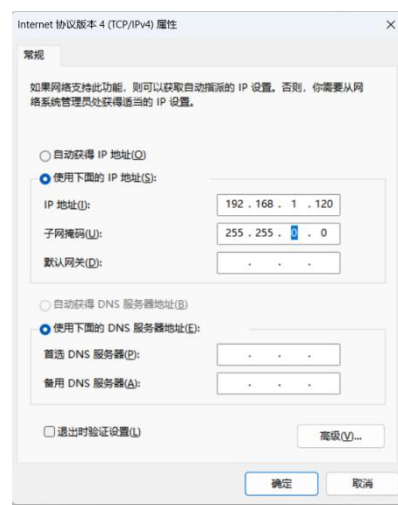 Internet 协议版本 4 (TCP/IPv4) 属性
常规
如果网络支持此功能，则可以获取自动指派的 IP 设置。否则，你需要从网
络系统管理员处获得适当的 IP 设置。
自动获得 IP 地址(O)
使用下面的 IP 地址(S):
IP 地址(I): 192 . 168 . 1 . 120
子网掩码(U): 255 . 255 . 0 . 0
默认网关(D): . . .
自动获得 DNS 服务器地址(B)
使用下面的 DNS 服务器地址(E):
首选 DNS 服务器(P): . . .
备用 DNS 服务器(A): . . .
退出时验证设置(L)
高级(V)...
确定 取消